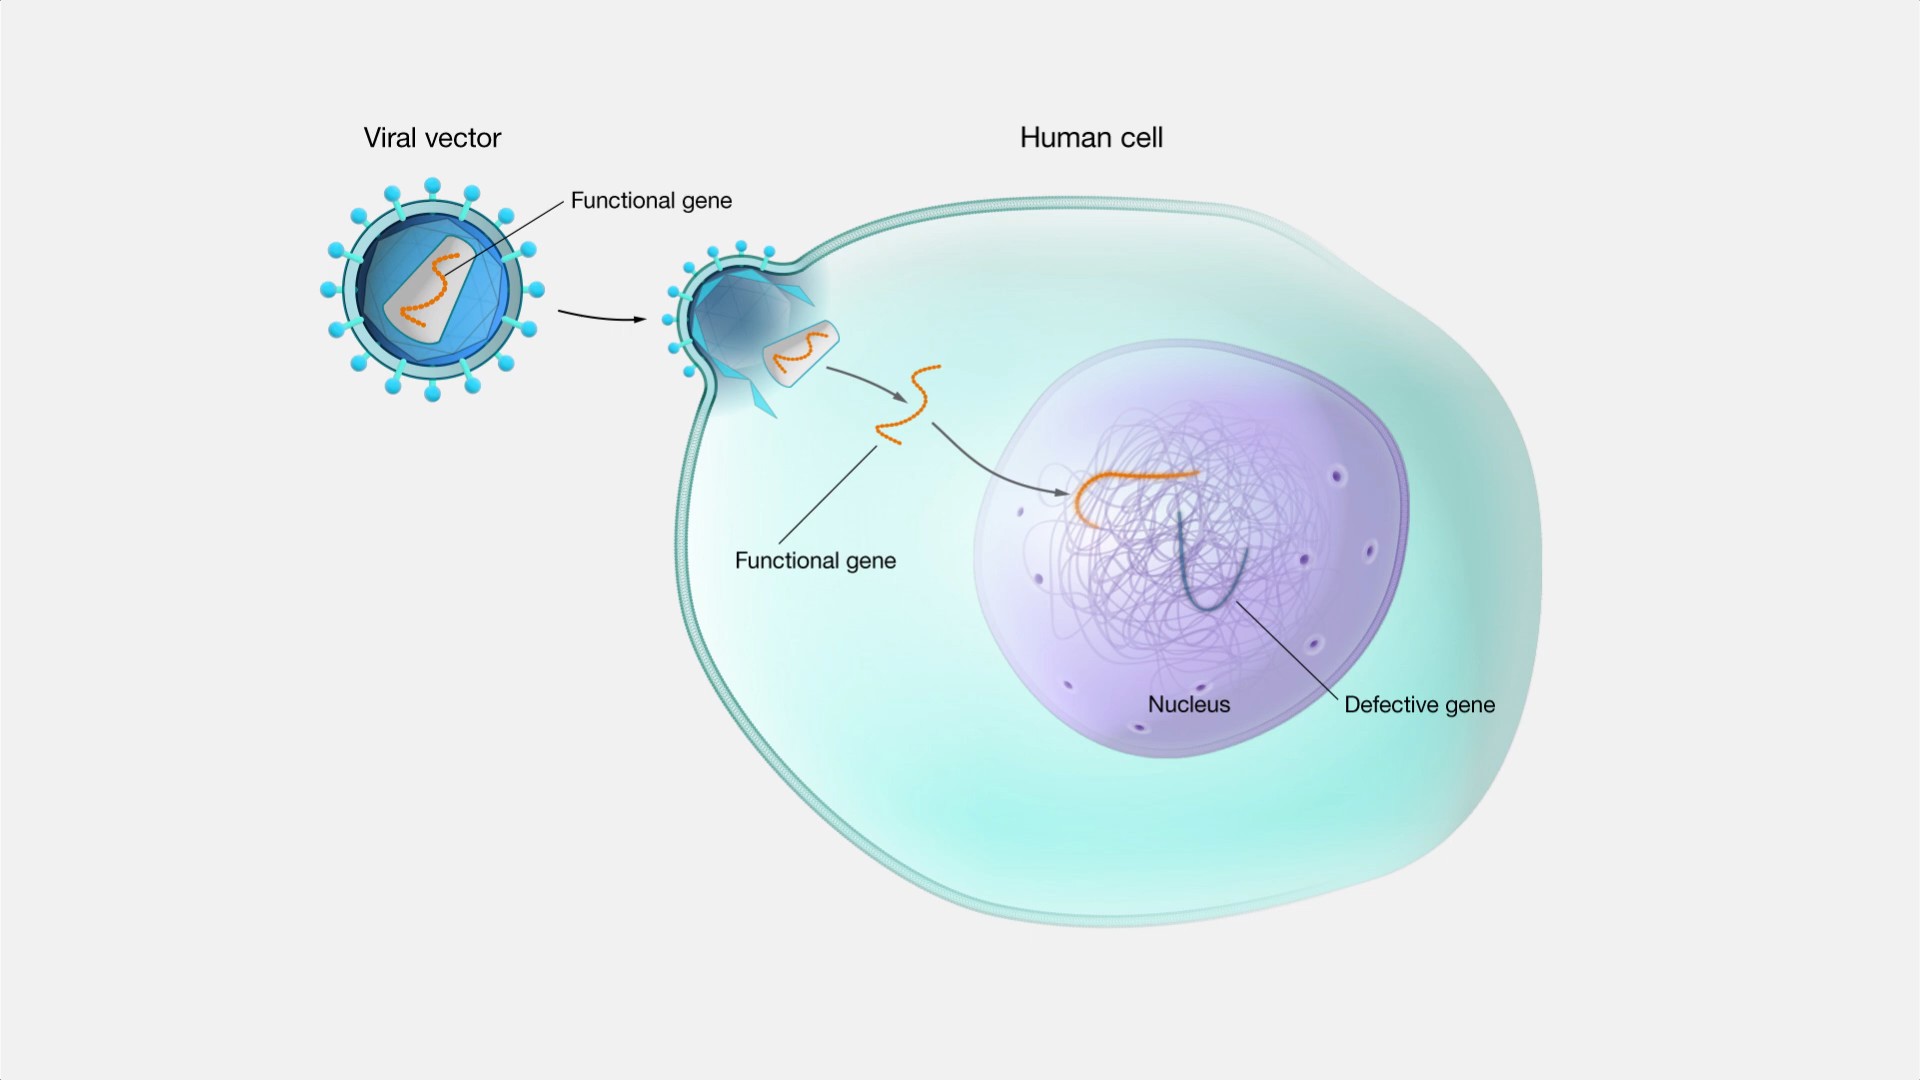 Viral vector
Human cell
Functional gene
Functional gene
Nucleus
Defective gene